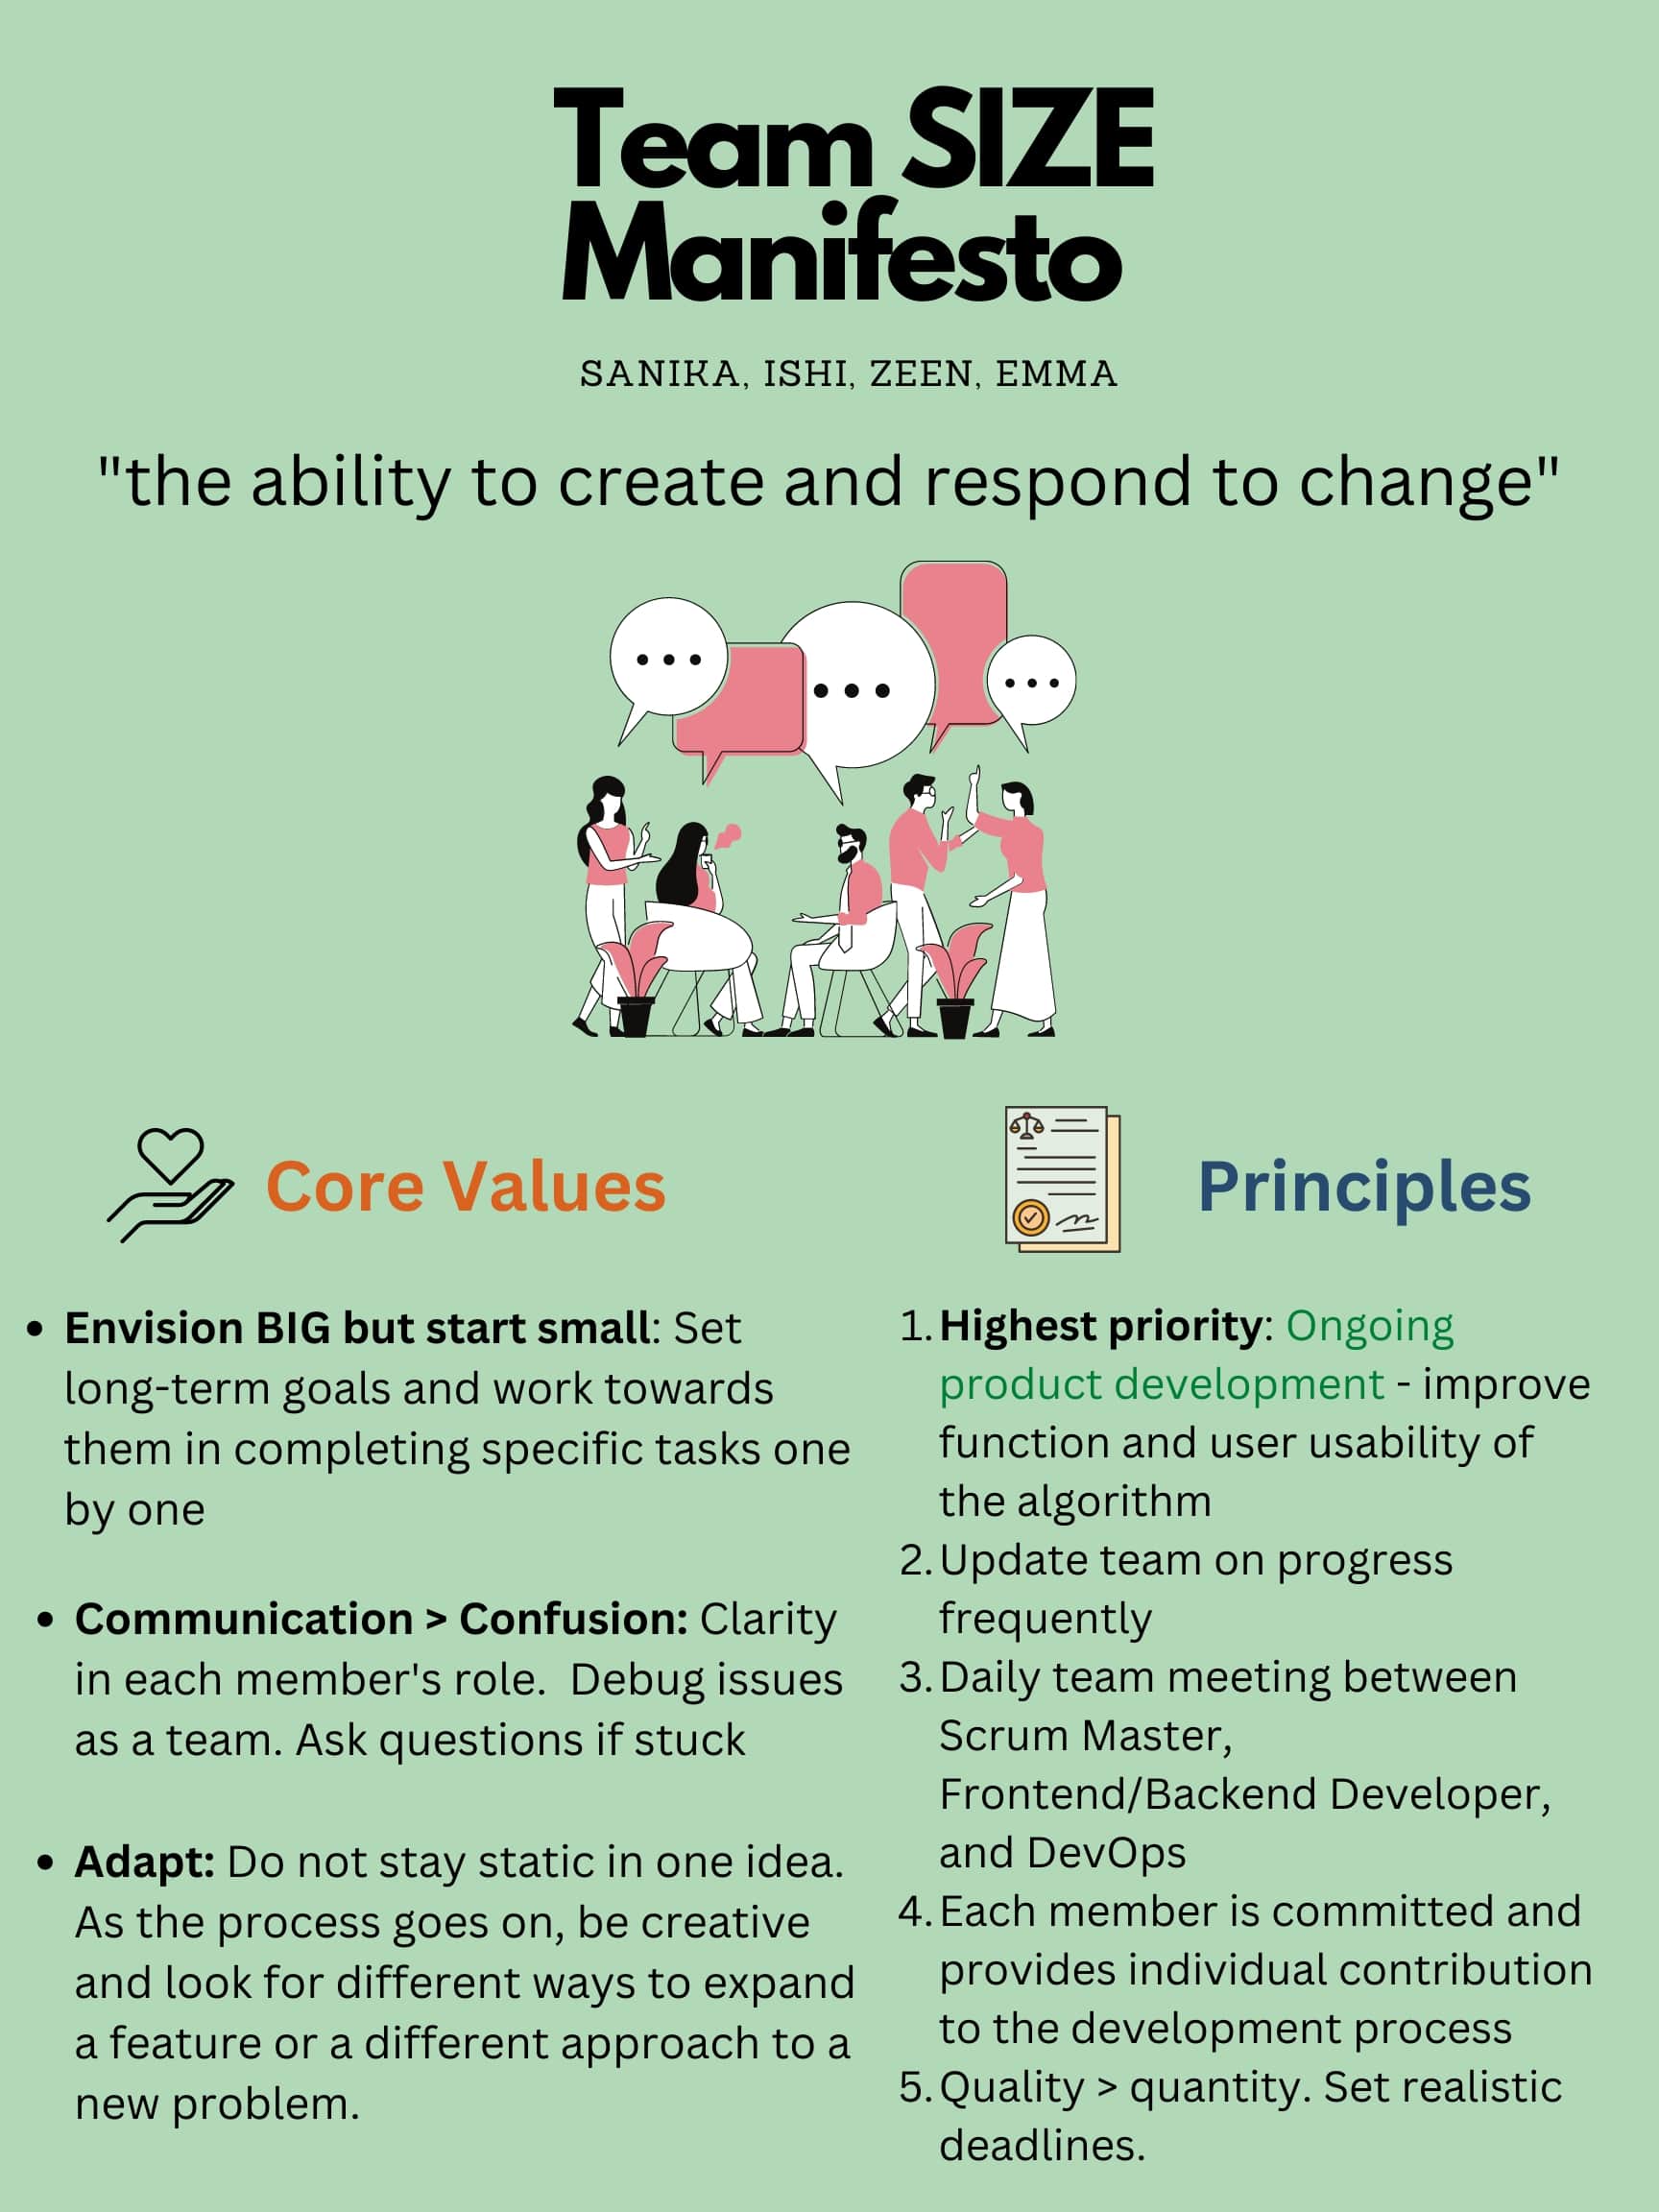 Team SIZE
Manifesto
SANIKA, ISHI, ZEEN, EMMA
"the ability to create and respond to change"
Core Values
• Envision BIG but start small: Set
long-term goals and work towards
them in completing specific tasks one
by one
• Communication > Confusion: Clarity
in each member's role.  Debug issues
as a team. Ask questions if stuck
• Adapt: Do not stay static in one idea.
As the process goes on, be creative
and look for different ways to expand
a feature or a different approach to a
new problem.
Principles
1. Highest priority: Ongoing
product development - improve
function and user usability of
the algorithm
2. Update team on progress
frequently
3. Daily team meeting between
Scrum Master,
Frontend/Backend Developer,
and DevOps
4. Each member is committed and
provides individual contribution
to the development process
5. Quality > quantity. Set realistic
deadlines.